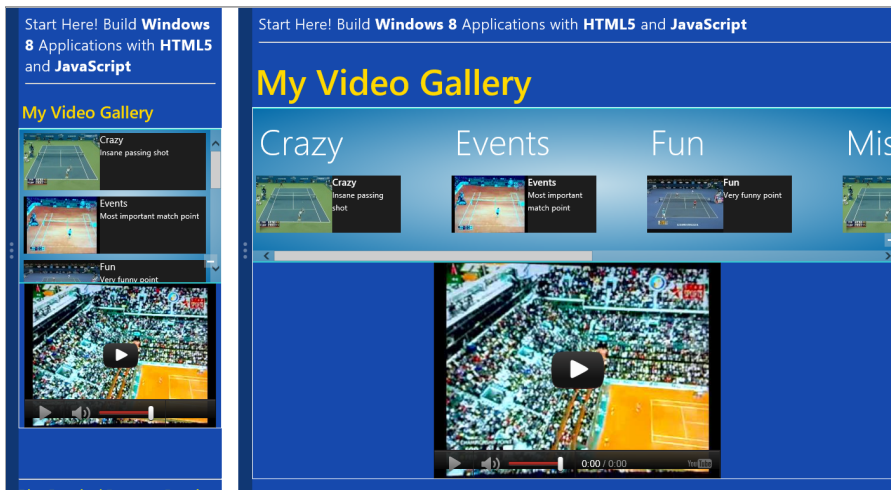 Start Here! Build Windows
8 Applications with HTML5
and JavaScript
My Video Gallery
Crazy
Insane passing shot
Events
Most important match point
Fun
Very funny point
Start Here! Build Windows 8 Applications with HTML5 and JavaScript
My Video Gallery
Crazy
Events
Fun
Mis
Crazy
Insane passing
shot
Events
Most important
match point
Fun
Very funny point
0:00 / 0:00
YouTube